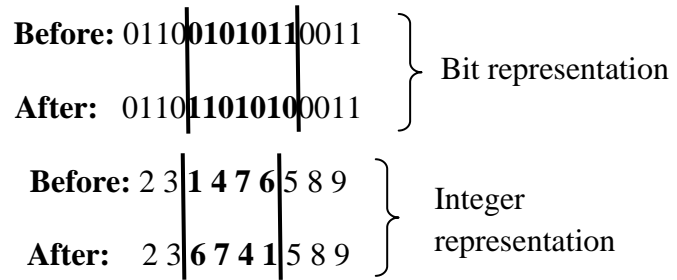 Before: 011001010110011
After: 0110110101000011
Bit representation
Before: 2 3 1 4 7 6 5 8 9
After: 2 3 6 7 4 1 5 8 9
Integer
representation